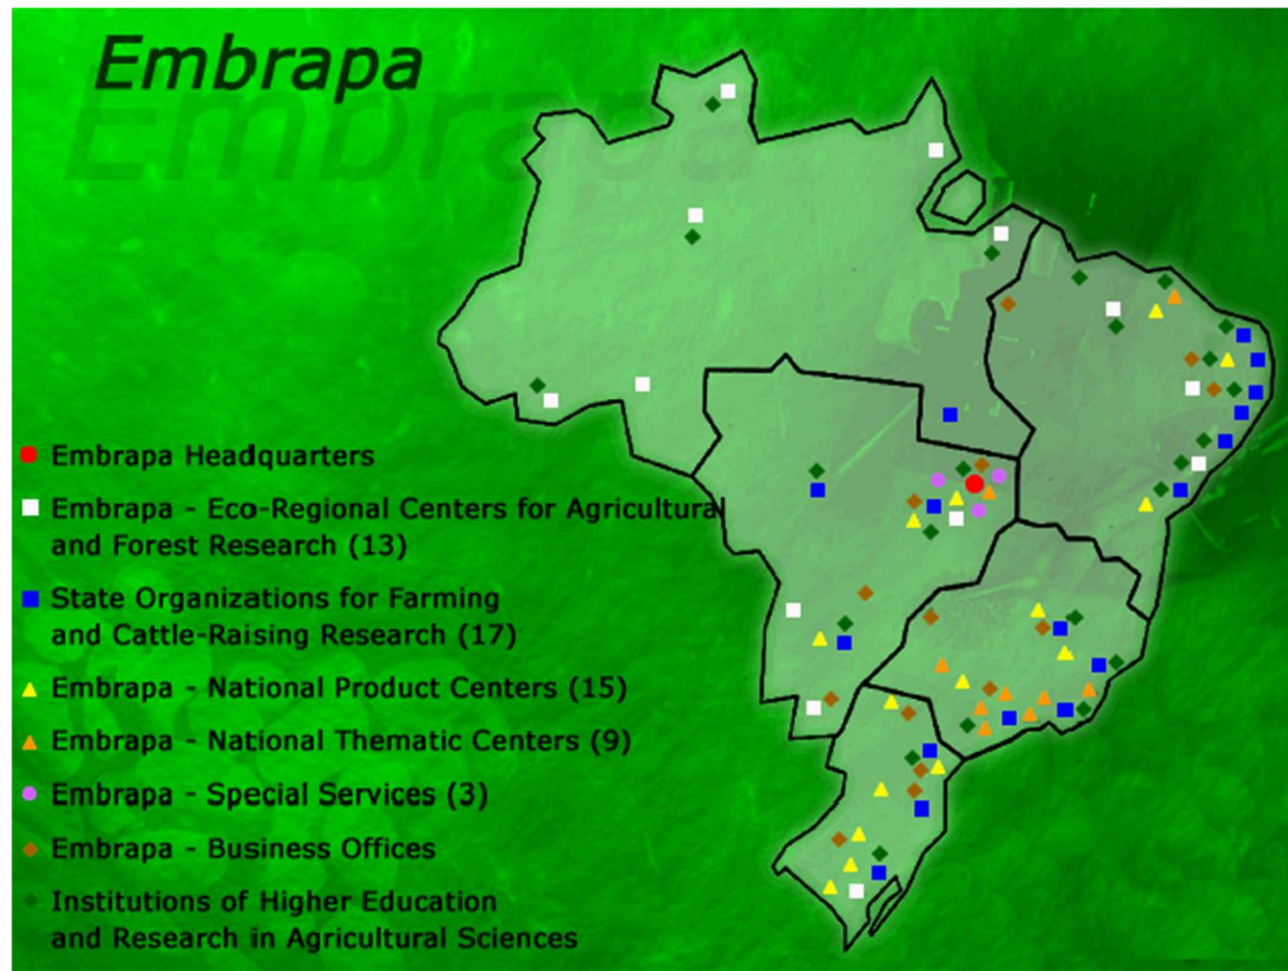 Embrapa
Embrapa
Embrapa Headquarters
Embrapa - Eco-Regional Centers for Agricultural
and Forest Research (13)
State Organizations for Farming
and Cattle-Raising Research (17)
Embrapa - National Product Centers (15)
Embrapa - National Thematic Centers (9)
Embrapa - Special Services (3)
Embrapa - Business Offices
Institutions of Higher Education
and Research in Agricultural Sciences